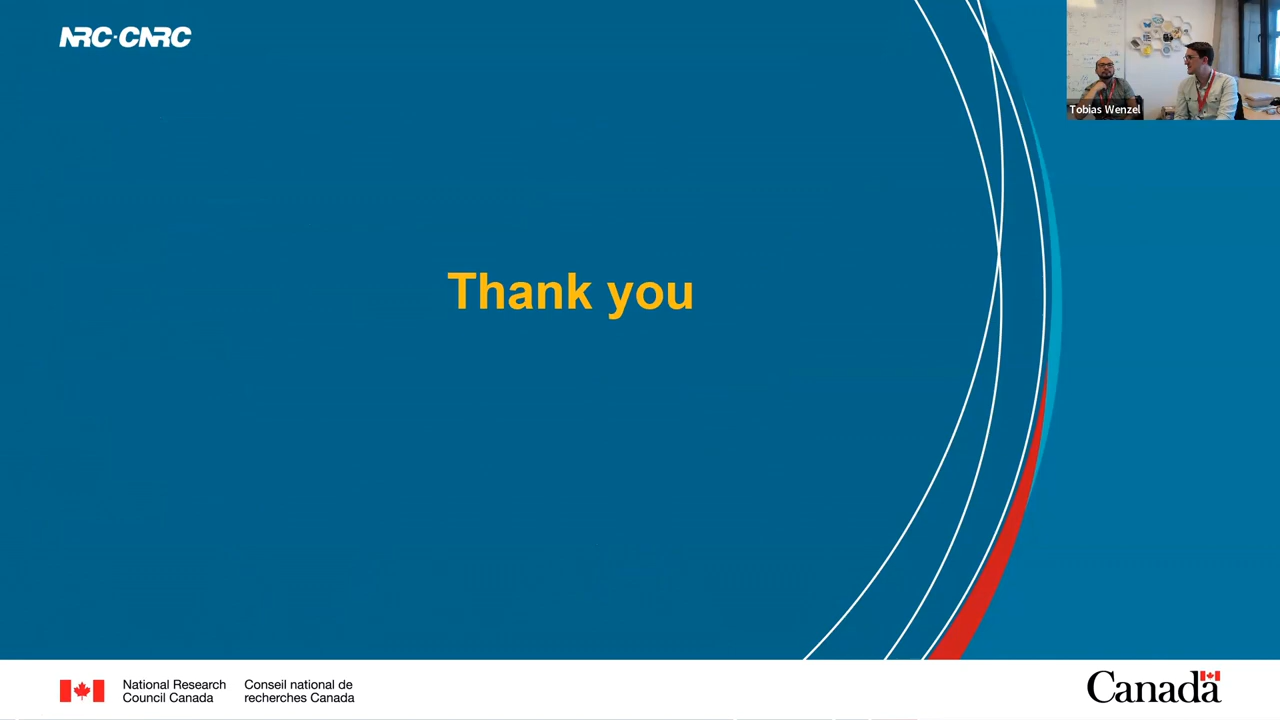 NRC·CNRC
Tobias Wenzel
Thank you
National Research
Council Canada
Conseil national de
recherches Canada
Canada